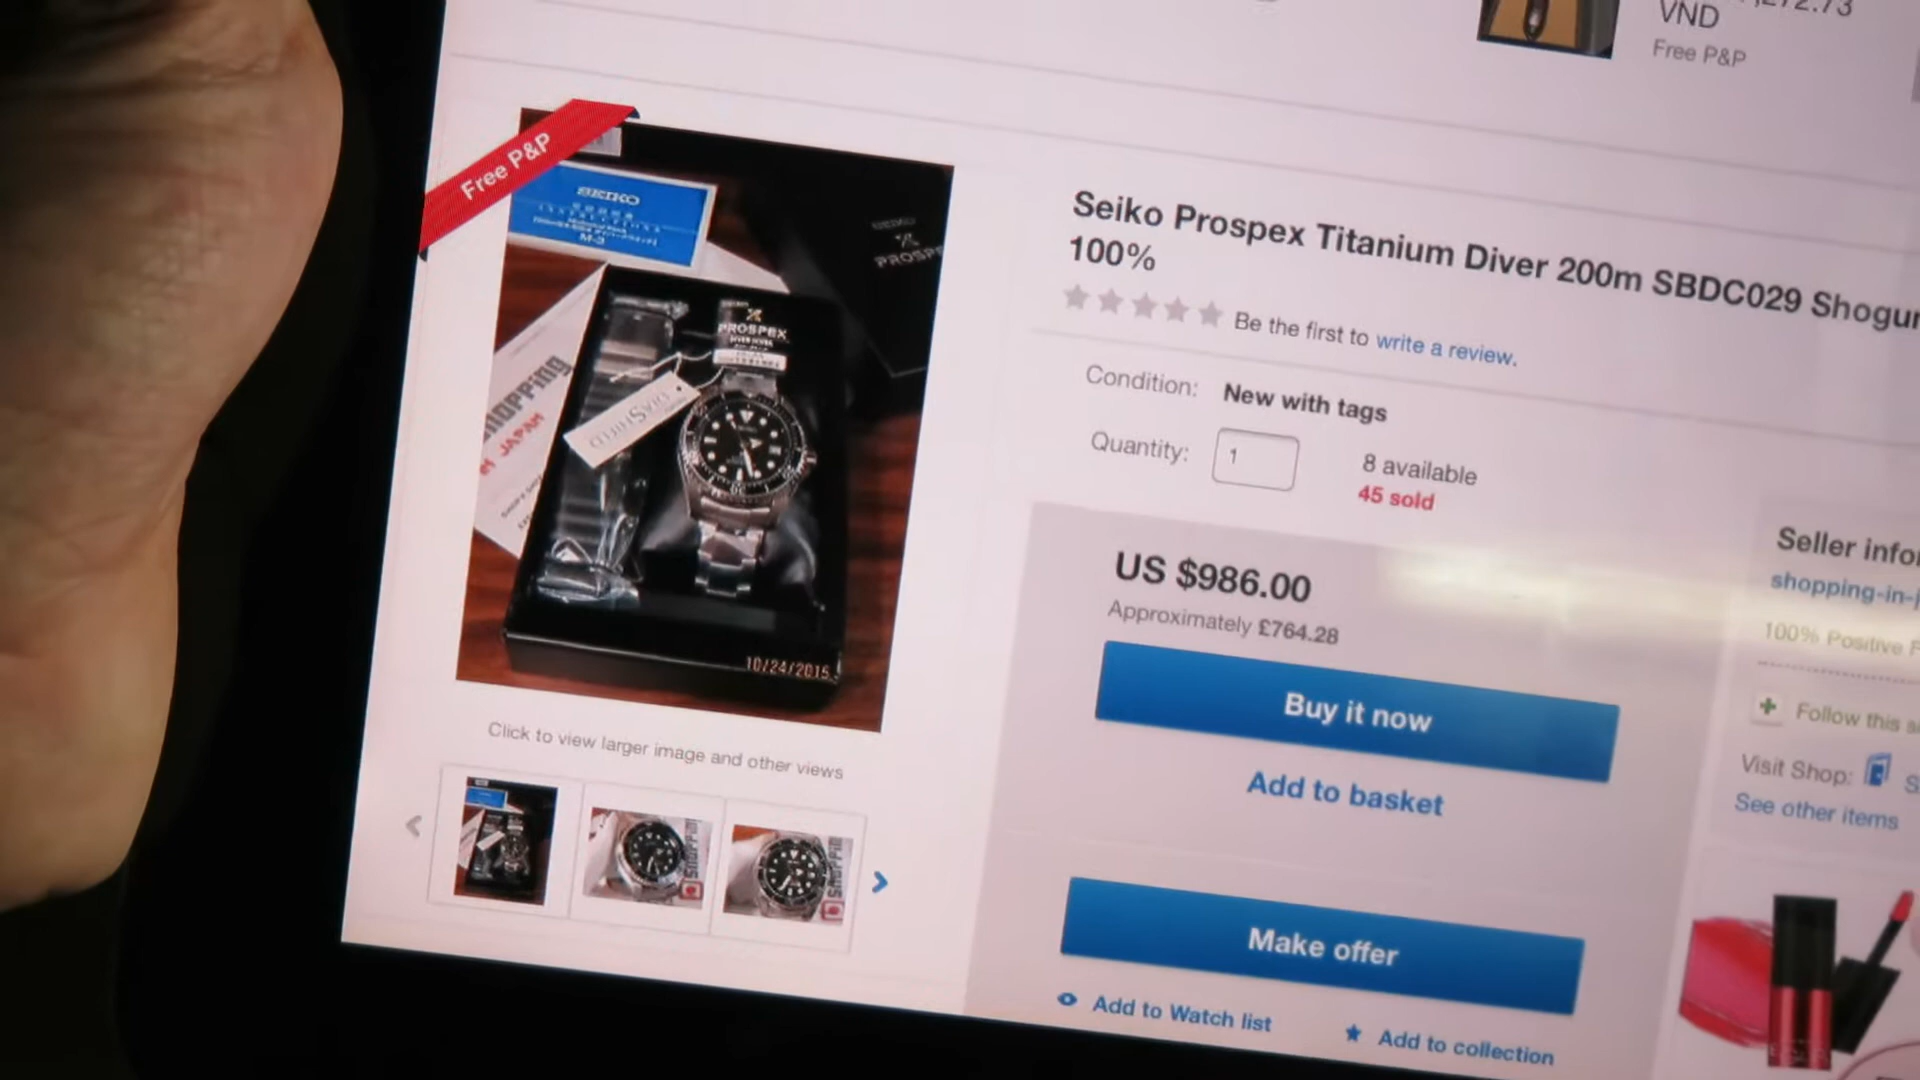 VND
Free P&P
Free P&P
SEIKO
M-3
PROSPEX
PROSPEX
JAPAN
10/24/2015
Click to view larger image and other views
Seiko Prospex Titanium Diver 200m SBDC029 Shogun
100%
Be the first to write a review.
Condition: New with tags
Quantity: 1
8 available
45 sold
US $986.00
Approximately £764.28
Buy it now
Add to basket
Make offer
Add to Watch list
Add to collection
Seller infor
shopping-in-j
100% Positive F
Follow this s
Visit Shop: S
See other items